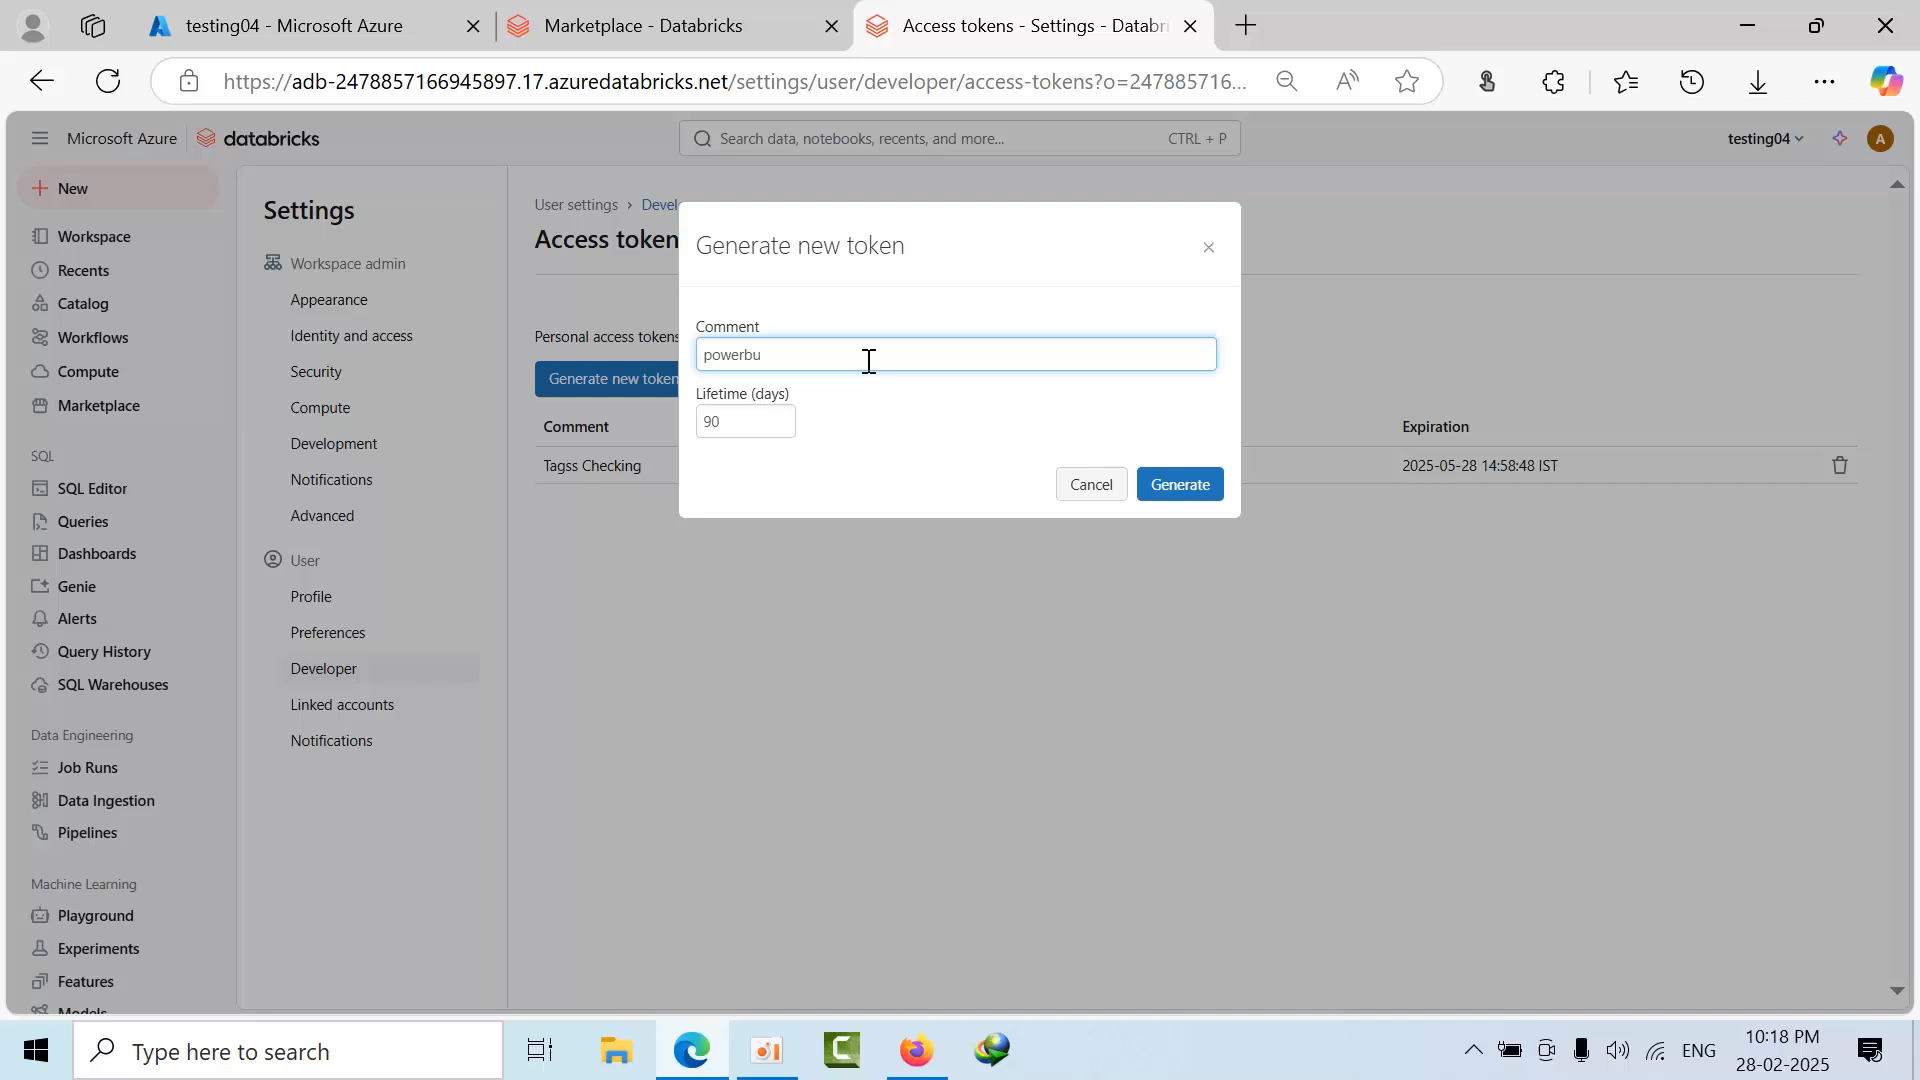 testing04 - Microsoft Azure
Marketplace - Databricks
Access tokens - Settings - Databri
https://adb-2478857166945897.17.azuredatabricks.net/settings/user/developer/access-tokens?o=247885716...
Microsoft Azure
databricks
Search data, notebooks, recents, and more...
CTRL + P
testing04
A
New
Workspace
Recents
Catalog
Workflows
Compute
Marketplace
SQL
SQL Editor
Queries
Dashboards
Genie
Alerts
Query History
SQL Warehouses
Data Engineering
Job Runs
Data Ingestion
Pipelines
Machine Learning
Playground
Experiments
Features
Models
Settings
Workspace admin
Appearance
Identity and access
Security
Compute
Development
Notifications
Advanced
User
Profile
Preferences
Developer
Linked accounts
Notifications
User settings › Devel
Access token
Personal access tokens
Generate new token
Comment
Expiration
Tagss Checking
2025-05-28 14:58:48 IST
Generate new token
Comment
powerbu
Lifetime (days)
90
Cancel
Generate
Type here to search
ENG
10:18 PM
28-02-2025